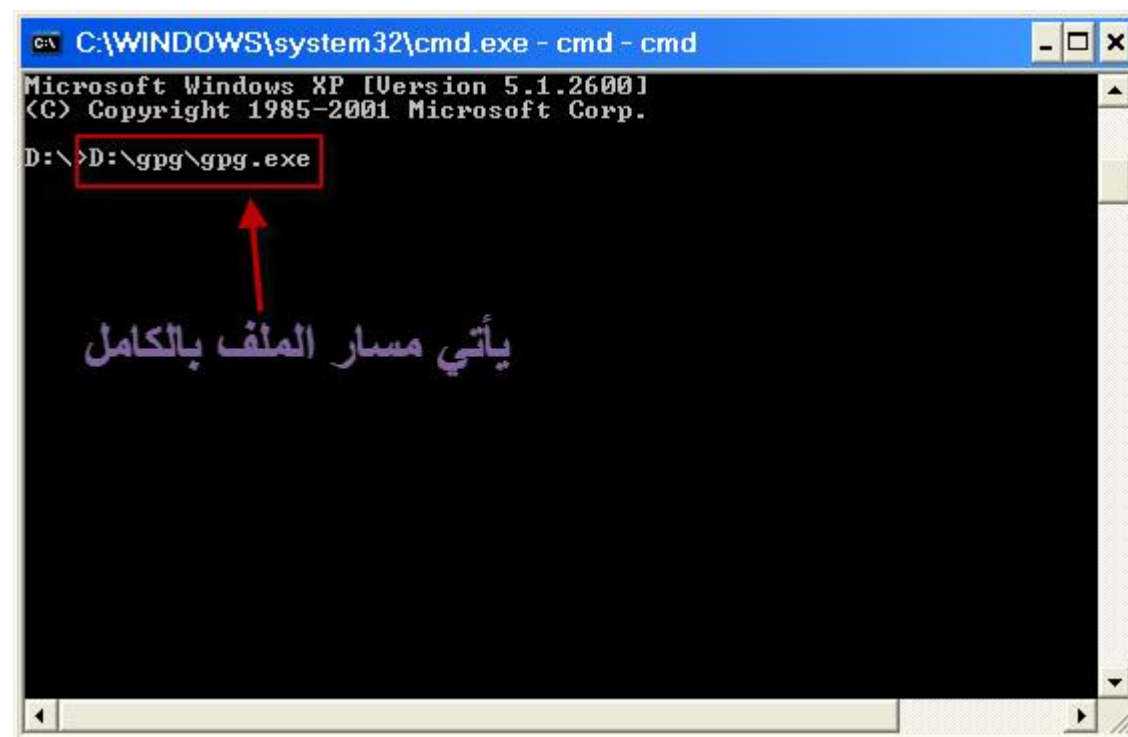 C:\WINDOWS\system32\cmd.exe - cmd - cmd
Microsoft Windows XP [Version 5.1.2600]
(C) Copyright 1985-2001 Microsoft Corp.
D:\>D:\gpg\gpg.exe
يأتي مسار الملف بالكامل